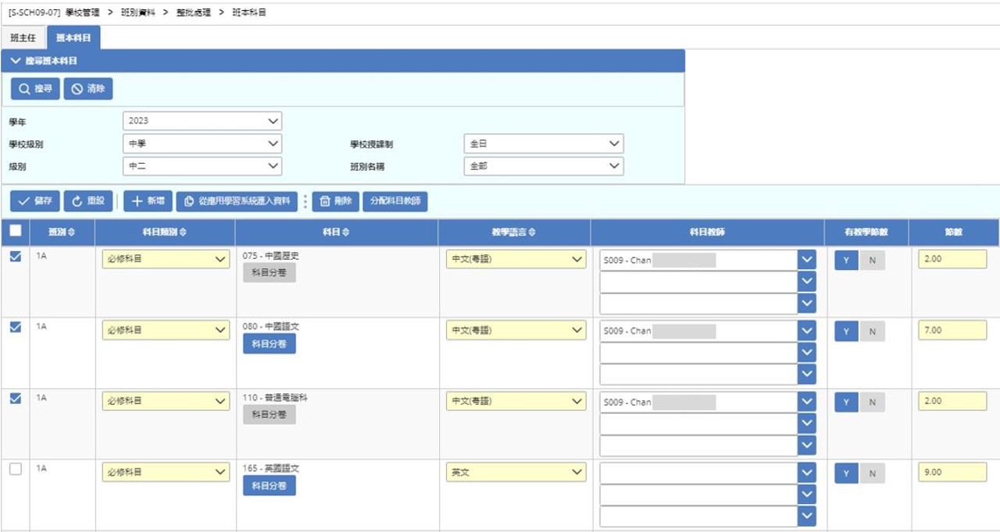 [S-SCH09-07] 學校管理 > 班別資料 > 整批處理 > 班本科目
班主任 班本科目
搜尋班本科目
搜尋 清除
學年 2023
學校級別 中學 學校授課制 全日
級別 中二 班別名稱 全部
儲存 重設 新增 從應用學習系統匯入資料 刪除 分配科目教師
班別 科目類別 科目 教學語言 科目教師 有教學節數 節數
1A 必修科目 075 - 中國歷史 中文(粵語) S009 - Chan Y N 2.00
科目分卷
1A 必修科目 080 - 中國語文 中文(粵語) S009 - Chan Y N 7.00
科目分卷
1A 必修科目 110 - 普通電腦科 中文(粵語) S009 - Chan Y N 2.00
科目分卷
1A 必修科目 165 - 英國語文 英文 Y N 9.00
科目分卷